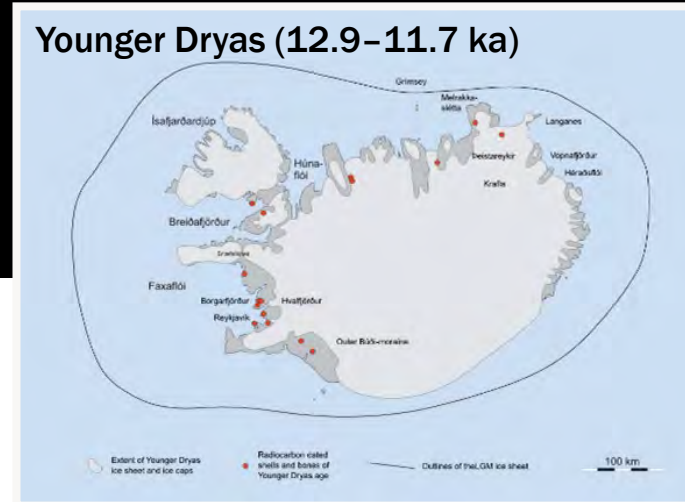 Younger Dryas (12.9–11.7 ka)
Grímsey
Melrakka-
slétta
Langanes
Ísafjarðardjúp
Þeistareykir
Vopnafjörður
Húna-
flói
Héraðsflói
Krafla
Breiðafjörður
Faxaflói
Borgarfjörður
Hvalfjörður
Reykjavík
Outer Búði-moraine
Extent of Younger Dryas
ice sheet and ice caps
Radiocarbon dated
shells and bones of
Younger Dryas age
Outlines of theLGM ice sheet
100 km